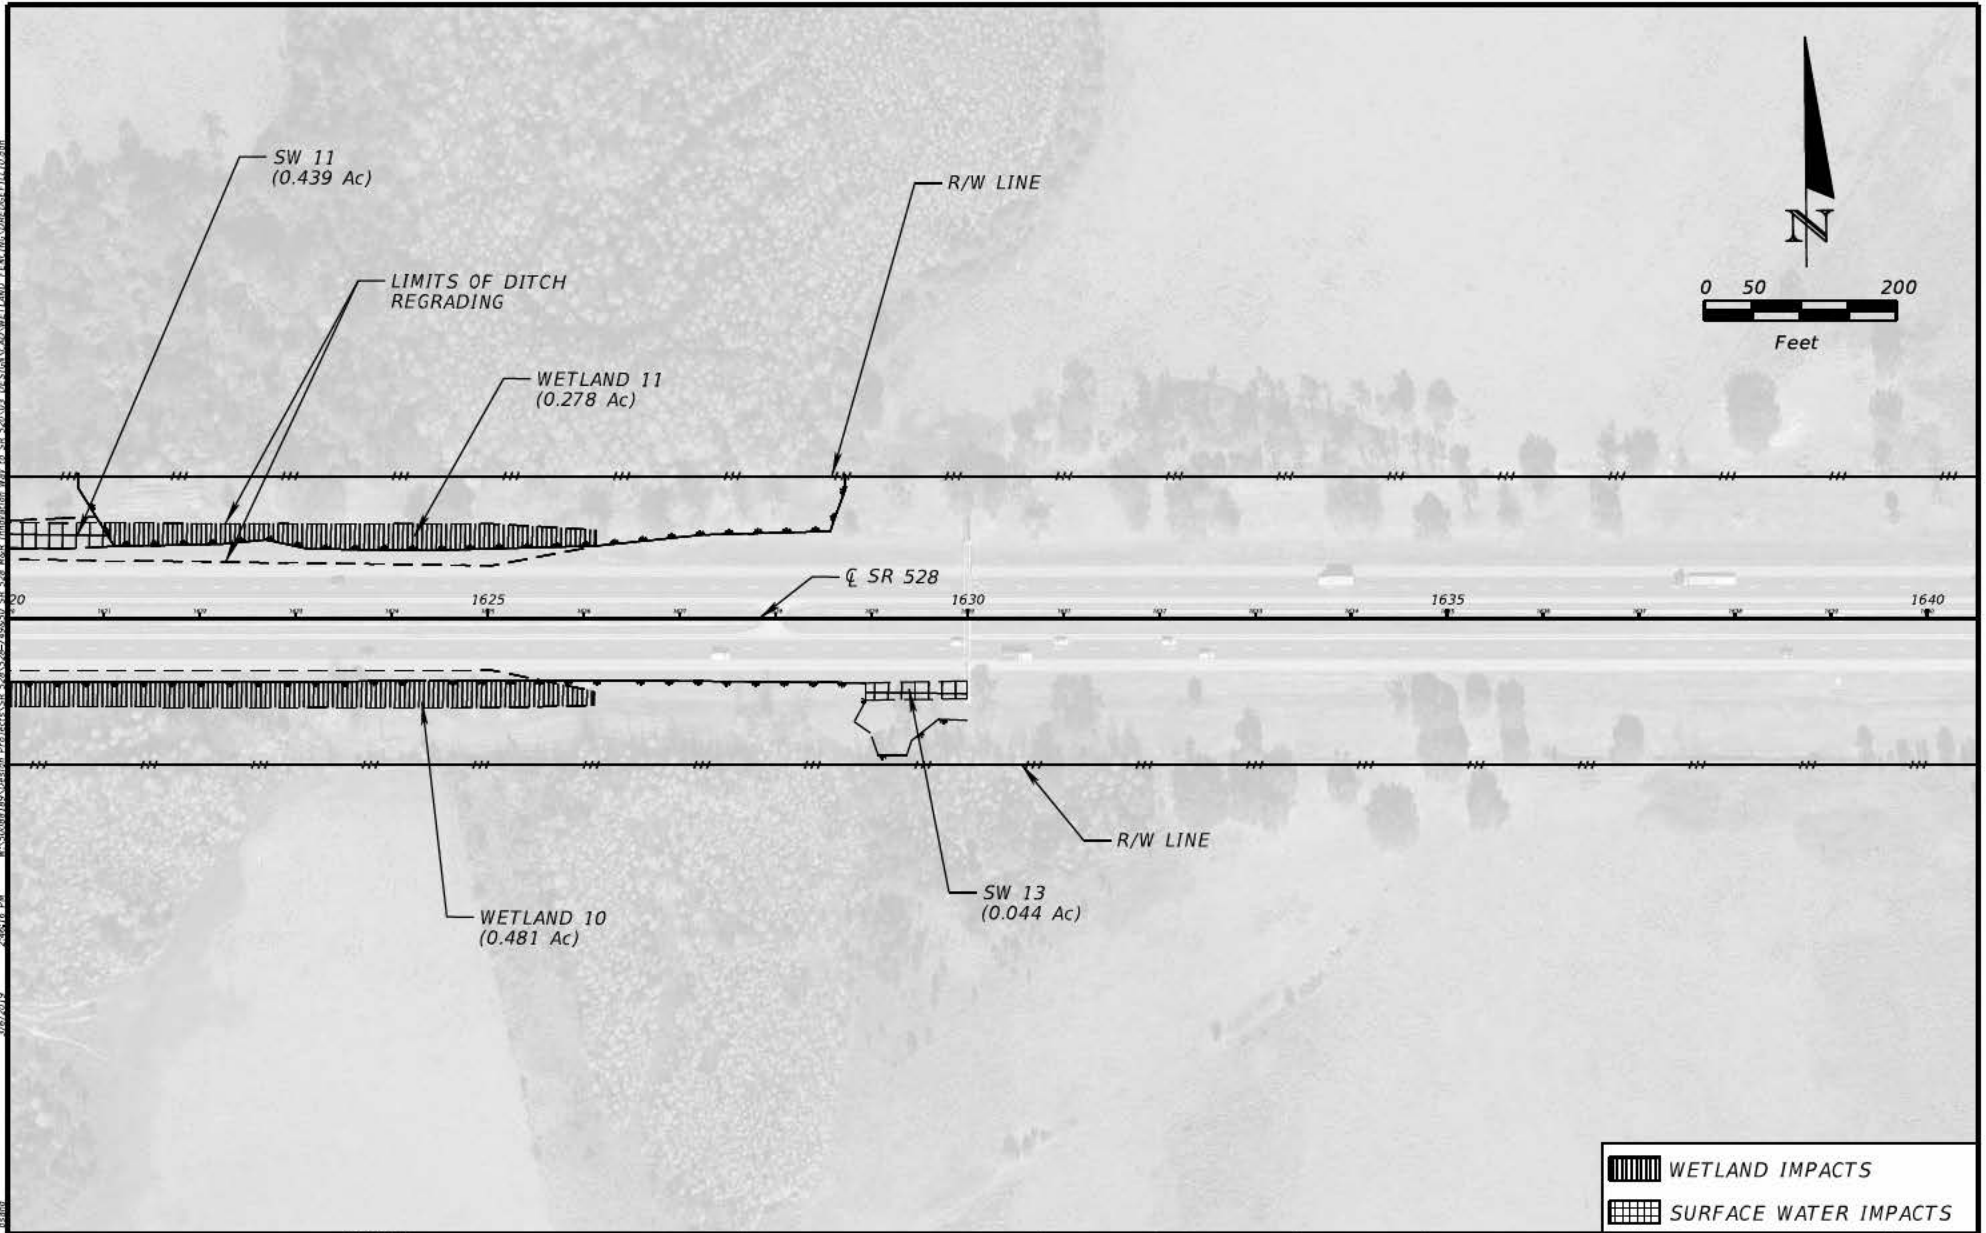 SW 11
(0.439 Ac)
R/W LINE
N
LIMITS OF DITCH
REGRADING
0 50 200
Feet
WETLAND 11
(0.278 Ac)
℄ SR 528
20 1625 1630 1635 1640
R/W LINE
SW 13
(0.044 Ac)
WETLAND 10
(0.481 Ac)
WETLAND IMPACTS
SURFACE WATER IMPACTS